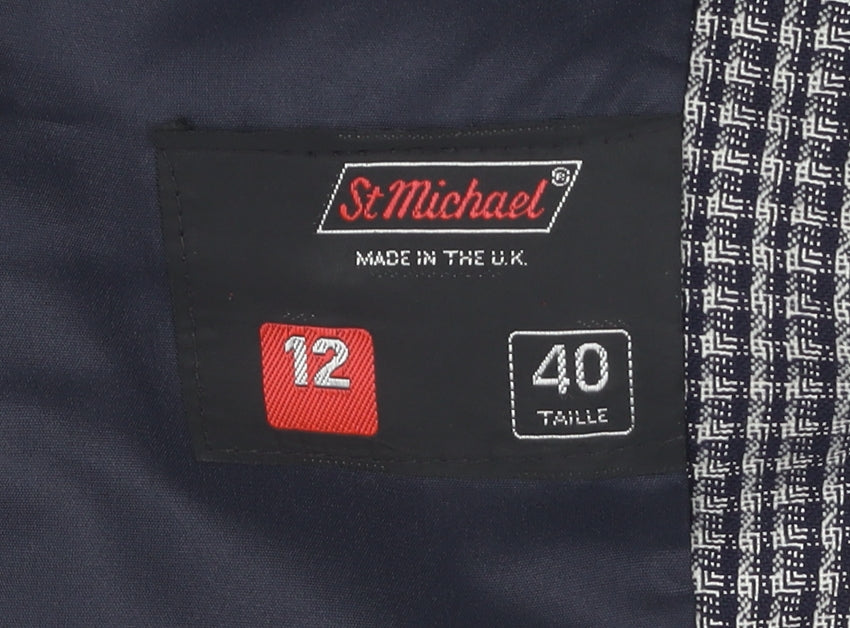 St Michael®
MADE IN THE U.K.
12
40
TAILLE